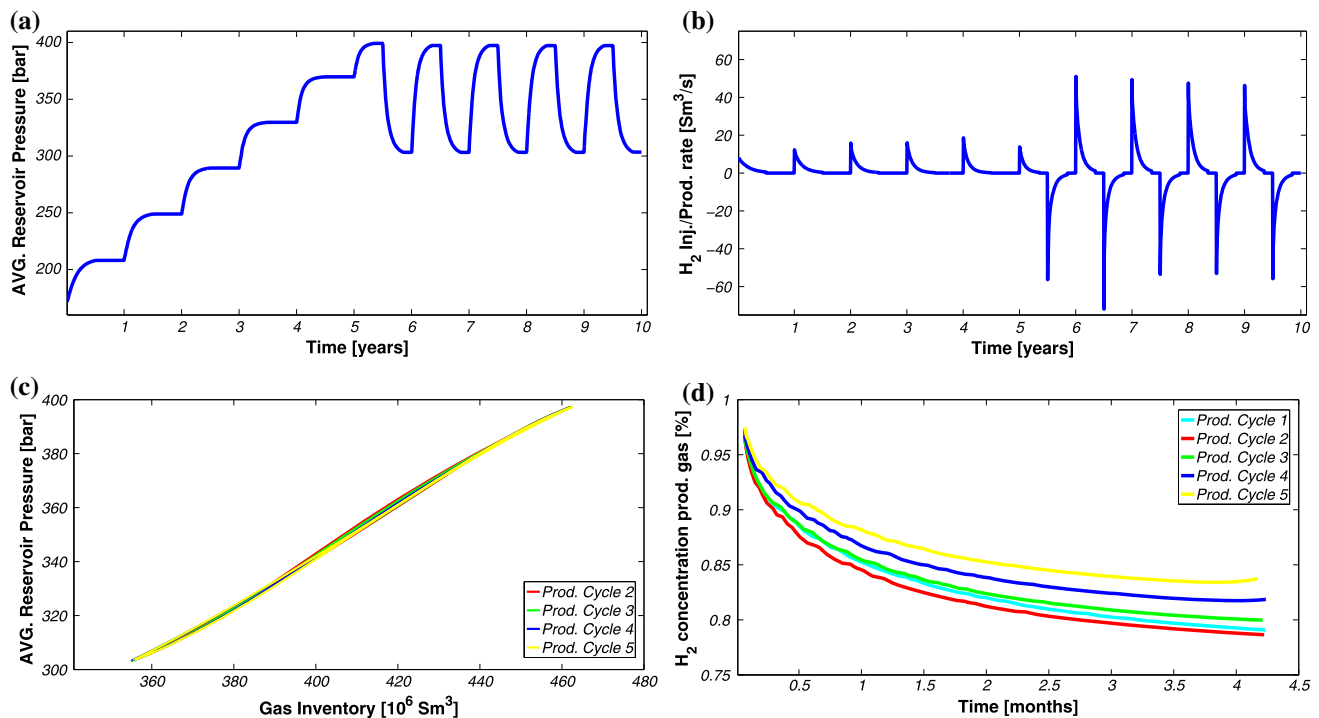 (a)
AVG. Reservoir Pressure [bar]
400
350
300
250
200
1 2 3 4 5 6 7 8 9 10
Time [years]
(b)
H2 Inj./Prod. rate [Sm3/s]
60
40
20
0
−20
−40
−60
1 2 3 4 5 6 7 8 9 10
Time [years]
(c)
AVG. Reservoir Pressure [bar]
400
380
360
340
320
300
360 380 400 420 440 460 480
Gas Inventory [10^6 Sm^3]
Prod. Cycle 2
Prod. Cycle 3
Prod. Cycle 4
Prod. Cycle 5
(d)
H2 concentration prod. gas [%]
1
0.95
0.9
0.85
0.8
0.75
0.5 1 1.5 2 2.5 3 3.5 4 4.5
Time [months]
Prod. Cycle 1
Prod. Cycle 2
Prod. Cycle 3
Prod. Cycle 4
Prod. Cycle 5